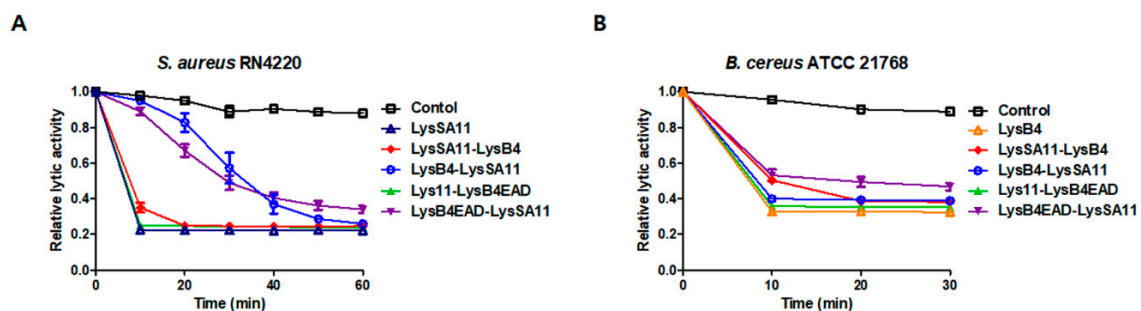 A
S. aureus RN4220
Relative lytic activity
1.0
0.8
0.6
0.4
0.2
0.0
0
20
40
60
Time (min)
Contol
LysSA11
LysSA11-LysB4
LysB4-LysSA11
Lys11-LysB4EAD
LysB4EAD-LysSA11
B
B. cereus ATCC 21768
Relative lytic activity
1.0
0.8
0.6
0.4
0.2
0.0
0
10
20
30
Time (min)
Control
LysB4
LysSA11-LysB4
LysB4-LysSA11
Lys11-LysB4EAD
LysB4EAD-LysSA11